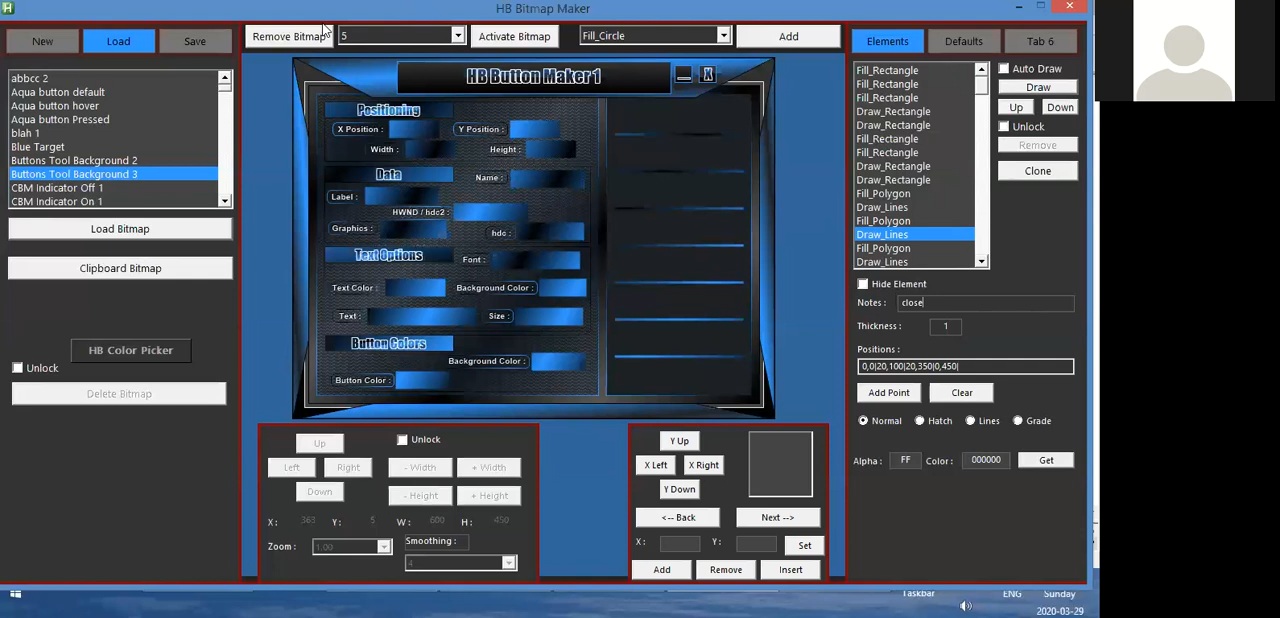 HB Bitmap Maker
New Load Save
Remove Bitmap 5 Activate Bitmap Fill_Circle Add
Elements Defaults Tab 6
abbcc 2
Aqua button default
Aqua button hover
Aqua button Pressed
blah 1
Blue Target
Buttons Tool Background 2
Buttons Tool Background 3
CBM Indicator Off 1
CBM Indicator On 1
Load Bitmap
Clipboard Bitmap
HB Color Picker
Unlock
Delete Bitmap
HB Button Maker 1
X
Positioning
X Position : Y Position :
Width : Height :
Data Name :
Label :
HWND / hdc2 :
Graphics : hdc :
Text Options Font :
Text Color : Background Color :
Text : Size :
Button Colors
Background Color :
Button Color :
Up Unlock
Left Right - Width + Width
Down - Height + Height
X: 363 Y: 5 W: 600 H: 450
Zoom : 1.00 Smoothing :
4
Y Up
X Left X Right
Y Down
<-- Back Next -->
X: Y: Set
Add Remove Insert
Fill_Rectangle
Fill_Rectangle
Fill_Rectangle
Draw_Rectangle
Draw_Rectangle
Fill_Rectangle
Fill_Rectangle
Draw_Rectangle
Draw_Rectangle
Fill_Polygon
Draw_Lines
Fill_Polygon
Draw_Lines
Fill_Polygon
Draw_Lines
Auto Draw
Draw
Up Down
Unlock
Remove
Clone
Hide Element
Notes : close
Thickness : 1
Positions :
0,0|20,100|20,350|0,450|
Add Point Clear
Normal Hatch Lines Grade
Alpha : FF Color : 000000 Get
Taskbar ENG Sunday
2020-03-29